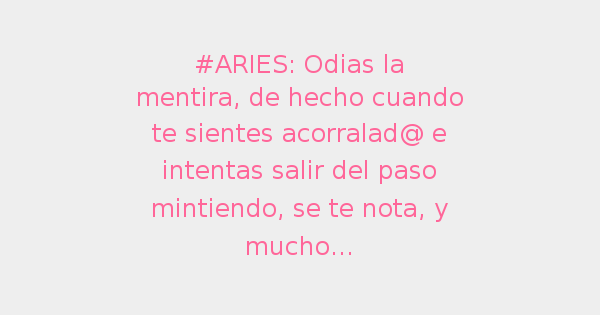 #ARIES: Odias la
mentira, de hecho cuando
te sientes acorralad@ e
intentas salir del paso
mintiendo, se te nota, y
mucho...